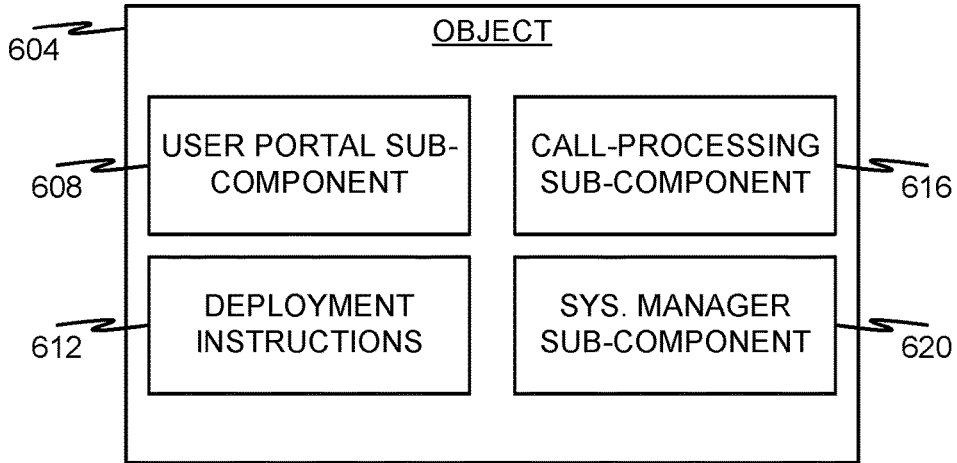 604
OBJECT
USER PORTAL SUB-
COMPONENT
608
CALL-PROCESSING
SUB-COMPONENT
616
DEPLOYMENT
INSTRUCTIONS
612
SYS. MANAGER
SUB-COMPONENT
620